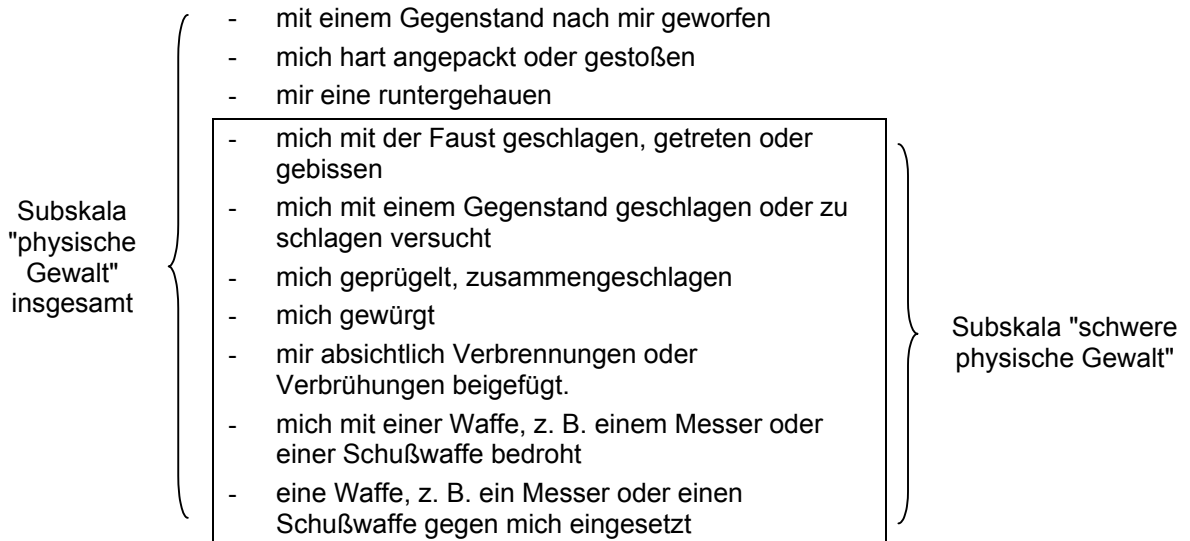 - mit einem Gegenstand nach mir geworfen
- mich hart angepackt oder gestoßen
- mir eine runtergehauen
- mich mit der Faust geschlagen, getreten oder
gebissen
- mich mit einem Gegenstand geschlagen oder zu
schlagen versucht
- mich geprügelt, zusammengeschlagen
- mich gewürgt
- mir absichtlich Verbrennungen oder
Verbrühungen beigefügt.
- mich mit einer Waffe, z. B. einem Messer oder
einer Schußwaffe bedroht
- eine Waffe, z. B. ein Messer oder einen
Schußwaffe gegen mich eingesetzt
Subskala
"physische
Gewalt"
insgesamt
Subskala "schwere
physische Gewalt"